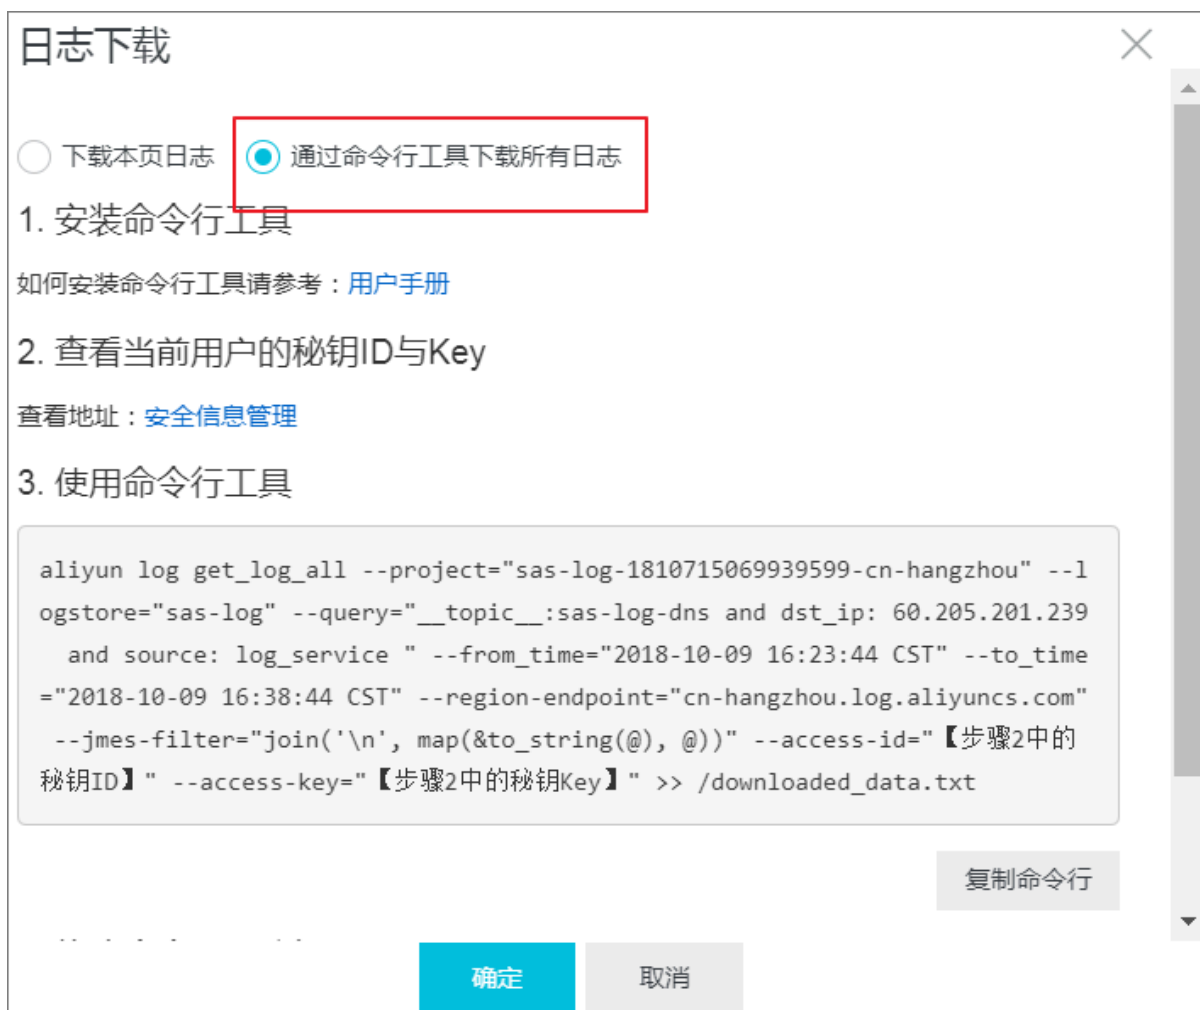 日志下载
下载本页日志 通过命令行工具下载所有日志
1. 安装命令行工具
如何安装命令行工具请参考：用户手册
2. 查看当前用户的秘钥ID与Key
查看地址：安全信息管理
3. 使用命令行工具
aliyun log get_log_all --project="sas-log-1810715069939599-cn-hangzhou" --l
ogstore="sas-log" --query="__topic__:sas-log-dns and dst_ip: 60.205.201.239
and source: log_service " --from_time="2018-10-09 16:23:44 CST" --to_time
="2018-10-09 16:38:44 CST" --region-endpoint="cn-hangzhou.log.aliyuncs.com"
--jmes-filter="join('\n', map(&to_string(@), @))" --access-id="【步骤2中的
秘钥ID】" --access-key="【步骤2中的秘钥Key】" >> /downloaded_data.txt
复制命令行
确定 取消